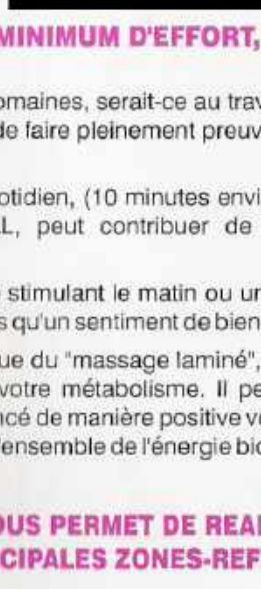 MINIMUM D'EFFORT,
omaines, serait-ce au trav
de faire pleinement preuv
otidien, (10 minutes envi
L, peut contribuer de
stimulant le matin ou un
s qu'un sentiment de bien
ue du "massage laminé",
votre métabolisme. Il pe
ncé de manière positive vo
'ensemble de l'énergie bio
OUS PERMET DE REAL
CIPALES ZONES-REF